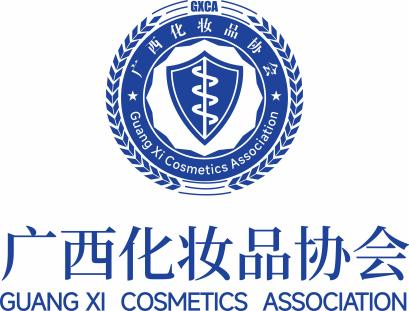 GXCA
广西化妆品协会
Guang Xi Cosmetics Association
广西化妆品协会
GUANG XI COSMETICS ASSOCIATION